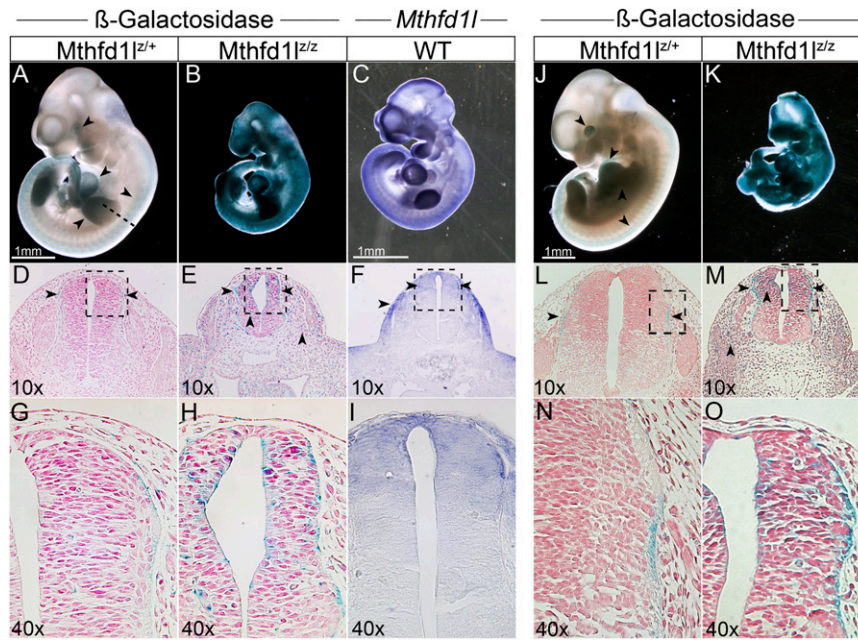 ß-Galactosidase Mthfd1l ß-Galactosidase
Mthfd1lz/+ Mthfd1lz/z WT Mthfd1lz/+ Mthfd1lz/z
A B C J K
1mm 1mm 1mm
D E F L M
10x 10x 10x 10x 10x
G H I N O
40x 40x 40x 40x 40x